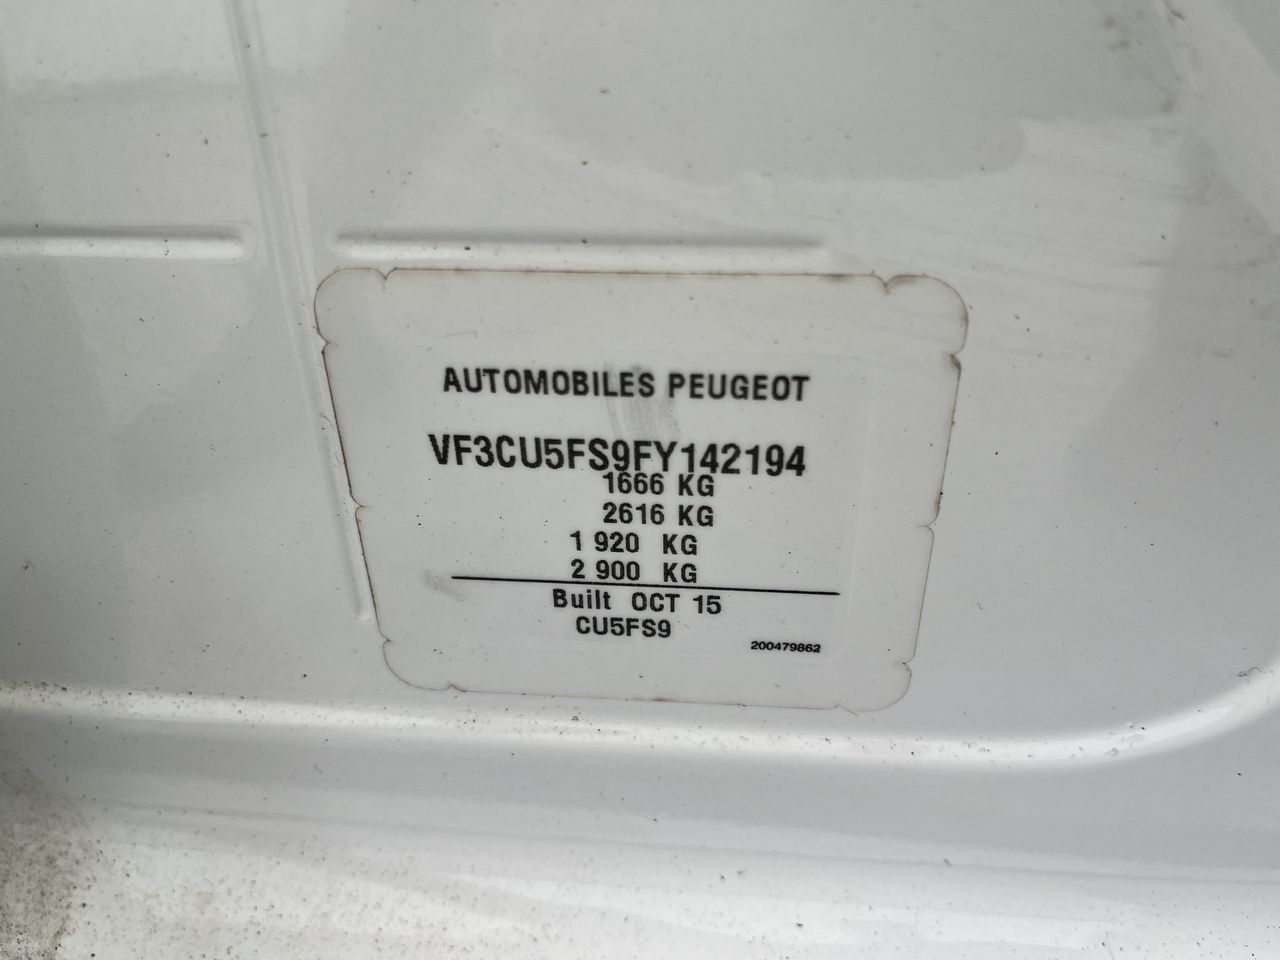 AUTOMOBILES PEUGEOT
VF3CU5FS9FY142194
1666 KG
2616 KG
1 920 KG
2 900 KG
Built OCT 15
CU5FS9
200479862